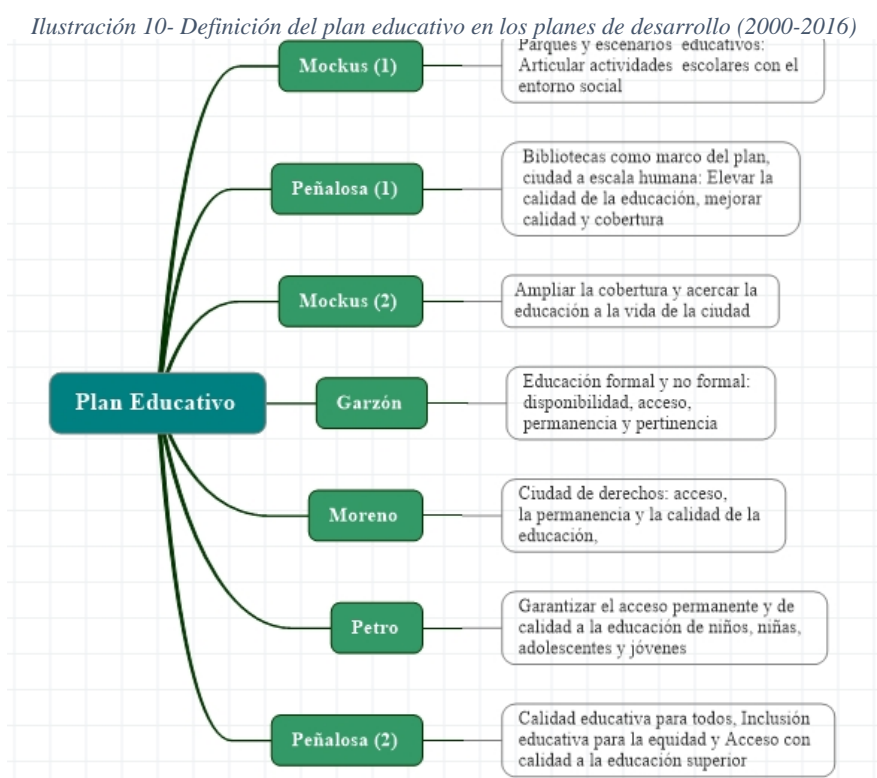 Ilustración 10- Definición del plan educativo en los planes de desarrollo (2000-2016)
Mockus (1)
Parques y escenarios educativos:
Articular actividades escolares con el
entorno social
Peñalosa (1)
Bibliotecas como marco del plan,
ciudad a escala humana: Elevar la
calidad de la educación, mejorar
calidad y cobertura
Mockus (2)
Ampliar la cobertura y acercar la
educación a la vida de la ciudad
Plan Educativo
Garzón
Educación formal y no formal:
disponibilidad, acceso,
permanencia y pertinencia
Moreno
Ciudad de derechos: acceso,
la permanencia y la calidad de la
educación,
Petro
Garantizar el acceso permanente y de
calidad a la educación de niños, niñas,
adolescentes y jóvenes
Peñalosa (2)
Calidad educativa para todos, Inclusión
educativa para la equidad y Acceso con
calidad a la educación superior